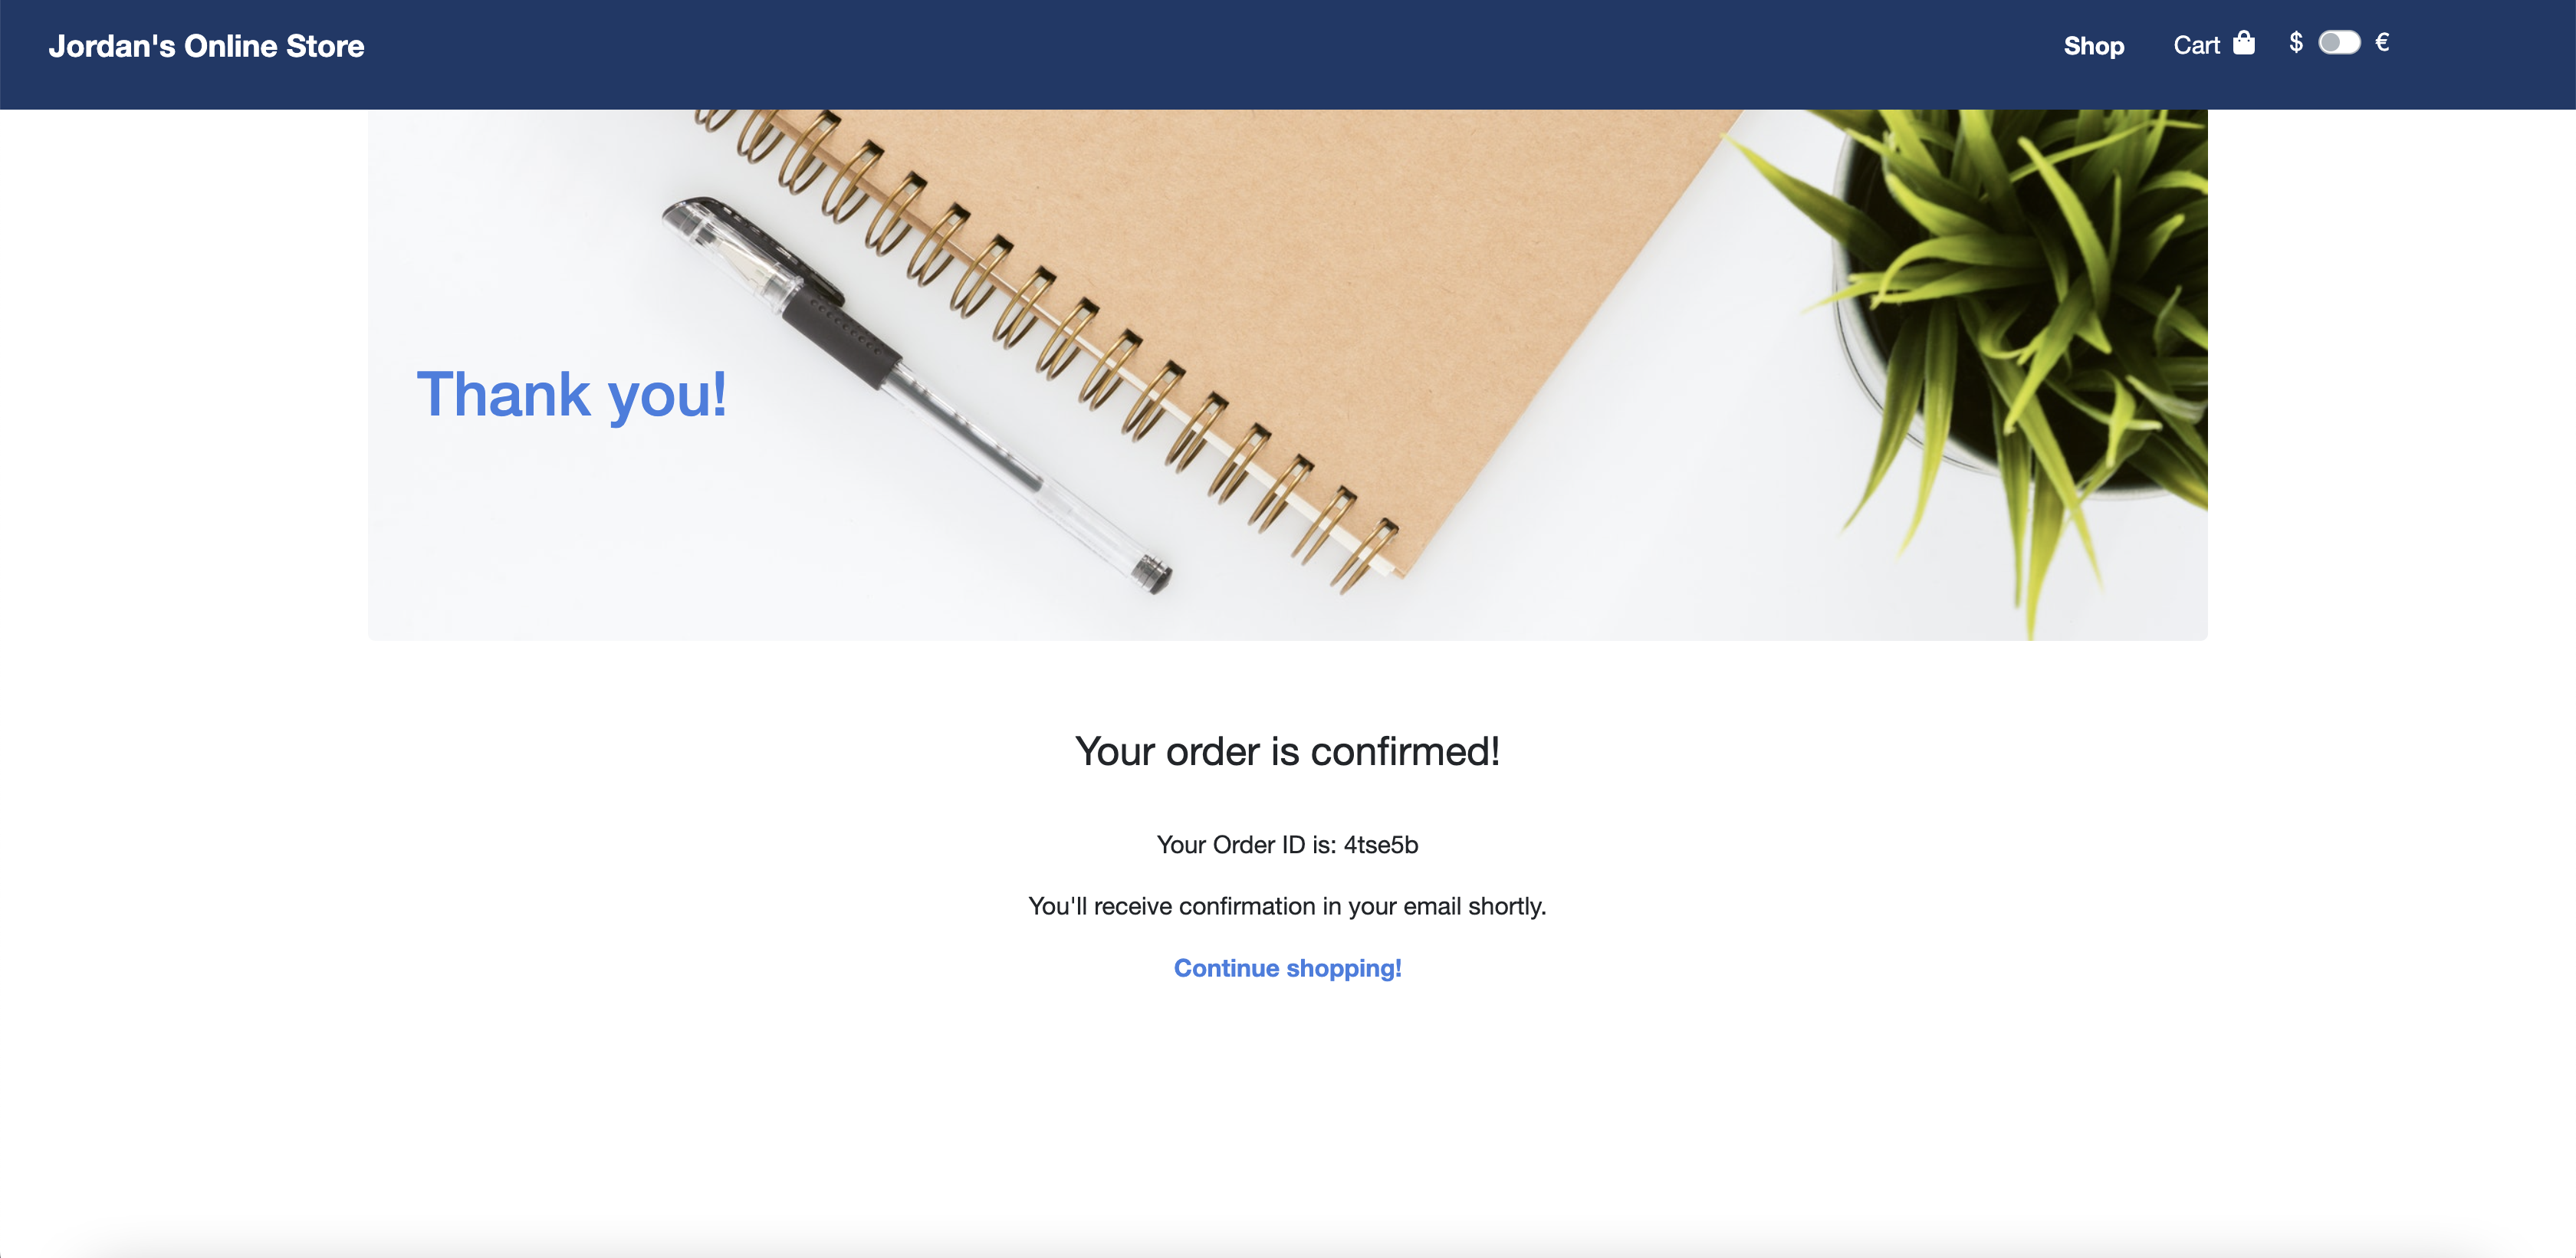 Jordan's Online Store
Shop
Cart
$ €
Thank you!
Your order is confirmed!
Your Order ID is: 4tse5b
You'll receive confirmation in your email shortly.
Continue shopping!